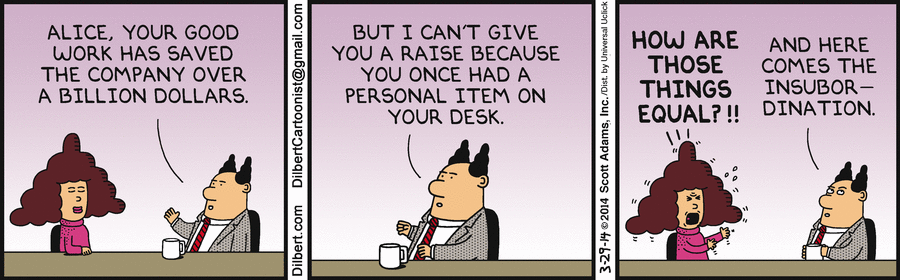 ALICE, YOUR GOOD
WORK HAS SAVED
THE COMPANY OVER
A BILLION DOLLARS.
Dilbert.com DilbertCartoonist@gmail.com
BUT I CAN'T GIVE
YOU A RAISE BECAUSE
YOU ONCE HAD A
PERSONAL ITEM ON
YOUR DESK.
3-29-14 © 2014 Scott Adams, Inc. /Dist. by Universal Uclick
HOW ARE
THOSE
THINGS
EQUAL?!!
AND HERE
COMES THE
INSUBOR-
DINATION.